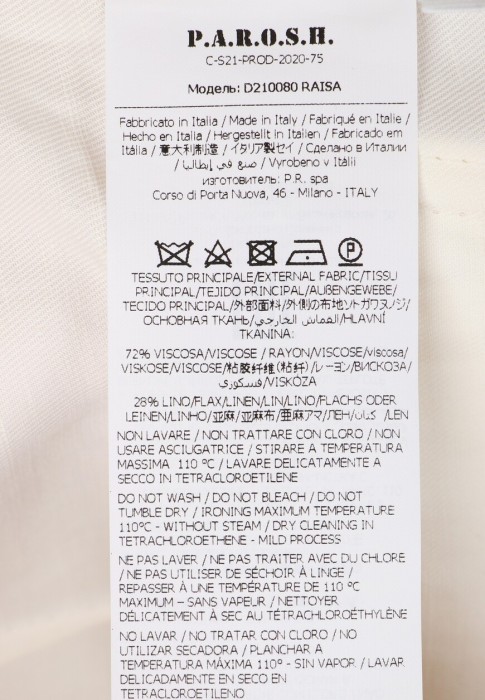 P.A.R.O.S.H.
C-S21-PROD-2020-75
Модель: D210080 RAISA
Fabbricato in Italia / Made in Italy / Fabriqué en Italie /
Hecho en Italia / Hergestellt in Italien / Fabricado em
Itália / 意大利制造 / イタリア製セイ / Сделано в Италии
/ صنع في إيطاليا / Vyrobeno v Itálii
изготовитель: P.R. spa
Corso di Porta Nuova, 46 - Milano - ITALY
P
TESSUTO PRINCIPALE/EXTERNAL FABRIC/TISSU
PRINCIPAL/TEJIDO PRINCIPAL/AUßENGEWEBE/
TECIDO PRINCIPAL/外部面料/外側の布地ソトガワヌノジ/
ОСНОВНАЯ ТКАНЬ/القماش الخارجي/HLAVNÍ
TKANINA:
72% VISCOSA/VISCOSE / RAYON/VISCOSE/viscosa/
VISKOSE/VISCOSE/粘胶纤维(粘纤)/レーヨン/ВИСКОЗА/
فسكوزي/VISKÓZA
28% LINO/FLAX/LINEN/LIN/LINO/FLACHS ODER
LEINEN/LINHO/亚麻/亚麻布/亜麻アマ/ЛЕН/كتان /LEN
NON LAVARE / NON TRATTARE CON CLORO / NON
USARE ASCIUGATRICE / STIRARE A TEMPERATURA
MASSIMA 110 °C / LAVARE DELICATAMENTE A
SECCO IN TETRACLOROETILENE
DO NOT WASH / DO NOT BLEACH / DO NOT
TUMBLE DRY / IRONING MAXIMUM TEMPERATURE
110°C - WITHOUT STEAM / DRY CLEANING IN
TETRACHLOROETHENE - MILD PROCESS
NE PAS LAVER / NE PAS TRAITER AVEC DU CHLORE
/ NE PAS UTILISER DE SÉCHOIR À LINGE /
REPASSER À UNE TEMPÉRATURE DE 110 °C
MAXIMUM – SANS VAPEUR / NETTOYER
DÉLICATEMENT À SEC AU TÉTRACHLOROÉTHYLÈNE
NO LAVAR / NO TRATAR CON CLORO / NO
UTILIZAR SECADORA / PLANCHAR A
TEMPERATURA MÁXIMA 110° - SIN VAPOR / LAVAR
DELICADAMENTE EN SECO EN
TETRACLOROETILENO